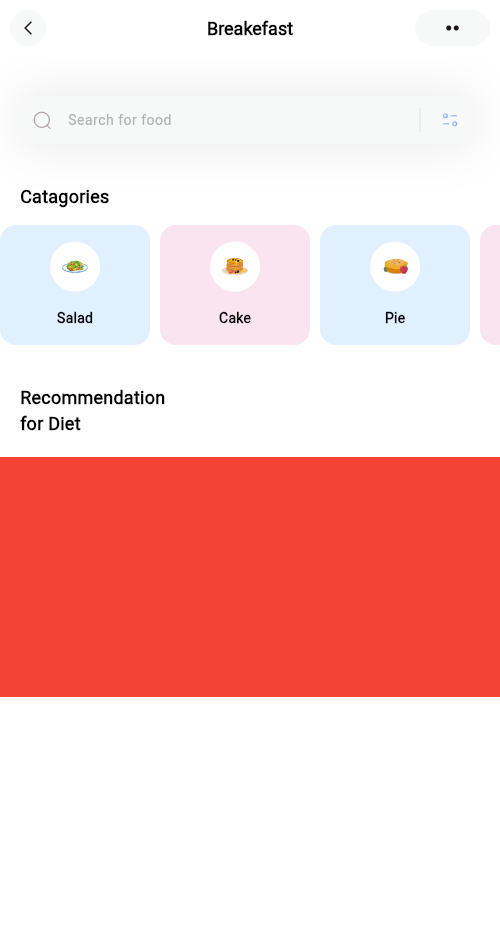 Breakefast
Search for food
Catagories
Salad
Cake
Pie
Recommendation
for Diet